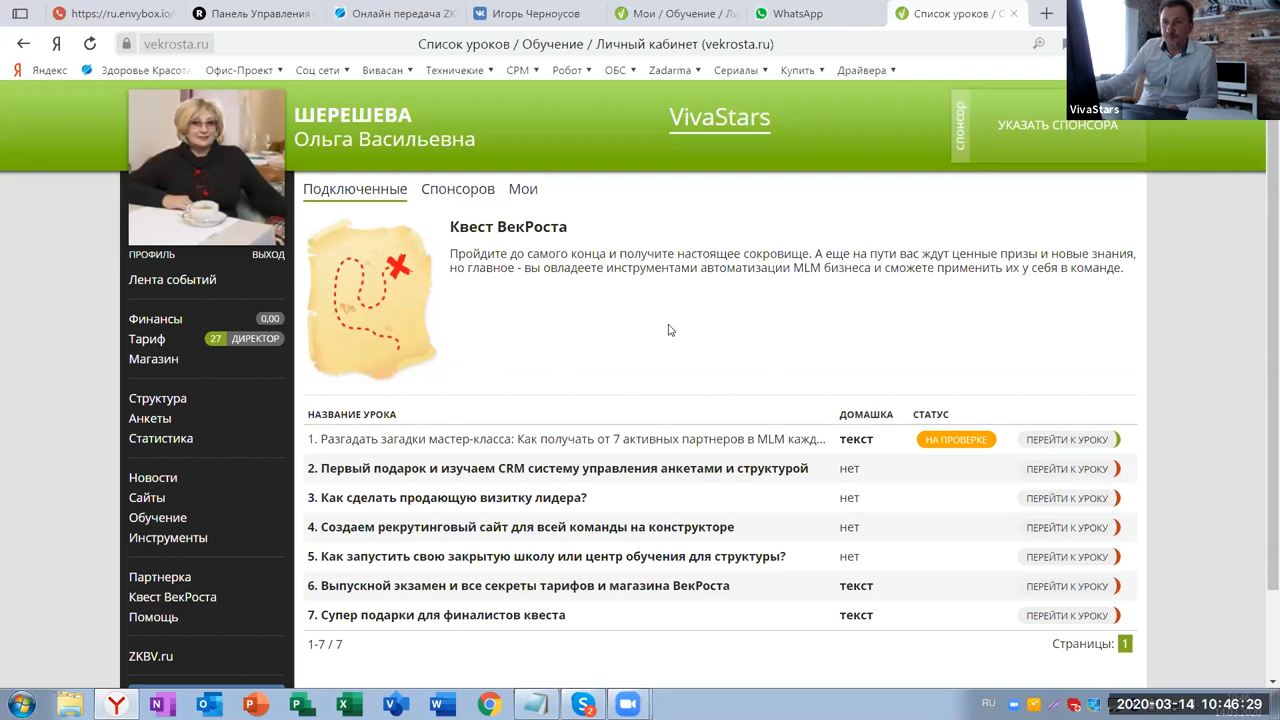 https://ru.envybox.io/
Панель Управления
Онлайн передача ZK
Игорь Черноусов
Мои / Обучение / Ли
WhatsApp
Список уроков / О
vekrosta.ru
Список уроков / Обучение / Личный кабинет (vekrosta.ru)
Яндекс
Здоровье Красота
Офис-Проект
Соц сети
Вивасан
Технические
СРМ
Робот
ОБС
Zadarma
Сериалы
Купить
Драйвера
VivaStars
ШЕРЕШЕВА
Ольга Васильевна
VivaStars
спонсор
УКАЗАТЬ СПОНСОРА
ПРОФИЛЬ
ВЫХОД
Лента событий
Финансы 0,00
Тариф 27 ДИРЕКТОР
Магазин
Структура
Анкеты
Статистика
Новости
Сайты
Обучение
Инструменты
Партнерка
Квест ВекРоста
Помощь
ZKBV.ru
Подключенные Спонсоров Мои
Квест ВекРоста
Пройдите до самого конца и получите настоящее сокровище. А еще на пути вас ждут ценные призы и новые знания,
но главное - вы овладеете инструментами автоматизации MLM бизнеса и сможете применить их у себя в команде.
НАЗВАНИЕ УРОКА ДОМАШКА СТАТУС
1. Разгадать загадки мастер-класса: Как получать от 7 активных партнеров в MLM кажд... текст НА ПРОВЕРКЕ ПЕРЕЙТИ К УРОКУ
2. Первый подарок и изучаем CRM систему управления анкетами и структурой нет ПЕРЕЙТИ К УРОКУ
3. Как сделать продающую визитку лидера? нет ПЕРЕЙТИ К УРОКУ
4. Создаем рекрутинговый сайт для всей команды на конструкторе нет ПЕРЕЙТИ К УРОКУ
5. Как запустить свою закрытую школу или центр обучения для структуры? нет ПЕРЕЙТИ К УРОКУ
6. Выпускной экзамен и все секреты тарифов и магазина ВекРоста текст ПЕРЕЙТИ К УРОКУ
7. Супер подарки для финалистов квеста текст ПЕРЕЙТИ К УРОКУ
1-7 / 7
Страницы: 1
RU
2020-03-14 10:46:29